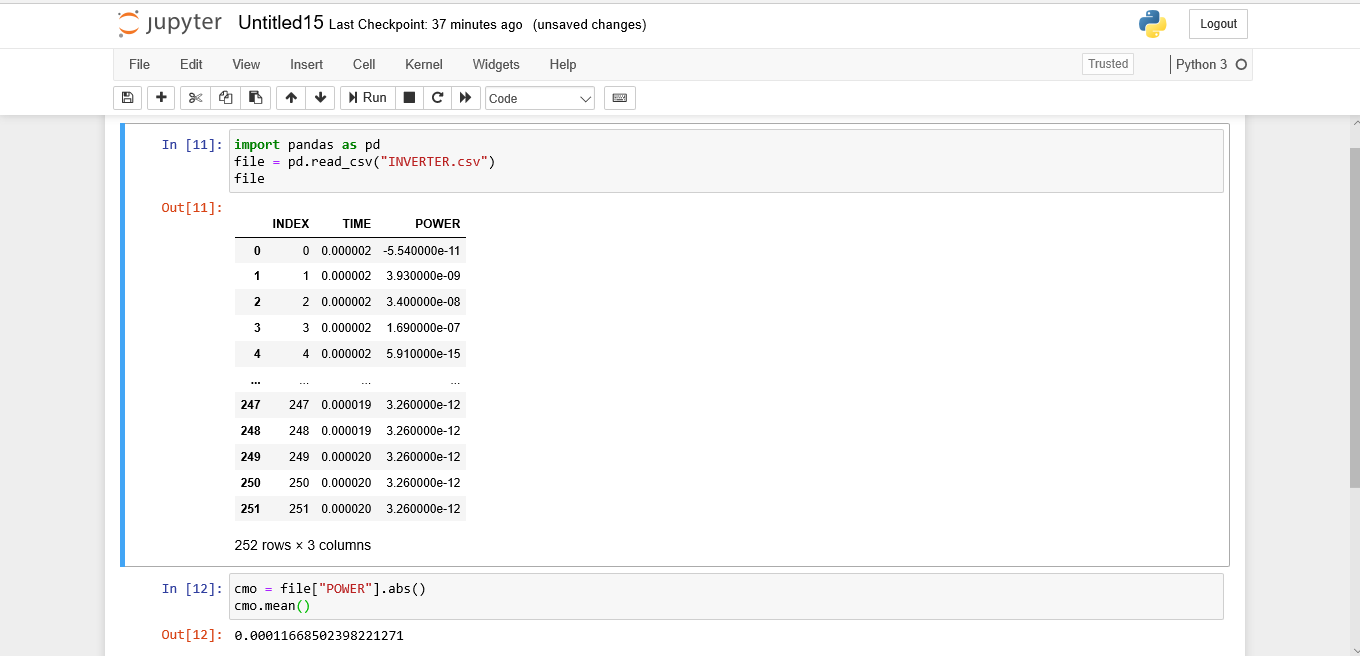 jupyter Untitled15 Last Checkpoint: 37 minutes ago (unsaved changes) Logout
File Edit View Insert Cell Kernel Widgets Help Trusted Python 3
Run Code
In [11]: import pandas as pd
file = pd.read_csv("INVERTER.csv")
file
Out[11]:
INDEX TIME POWER
0 0 0.000002 -5.540000e-11
1 1 0.000002 3.930000e-09
2 2 0.000002 3.400000e-08
3 3 0.000002 1.690000e-07
4 4 0.000002 5.910000e-15
... ... ... ...
247 247 0.000019 3.260000e-12
248 248 0.000019 3.260000e-12
249 249 0.000020 3.260000e-12
250 250 0.000020 3.260000e-12
251 251 0.000020 3.260000e-12
252 rows × 3 columns
In [12]: cmo = file["POWER"].abs()
cmo.mean()
Out[12]: 0.00011668502398221271